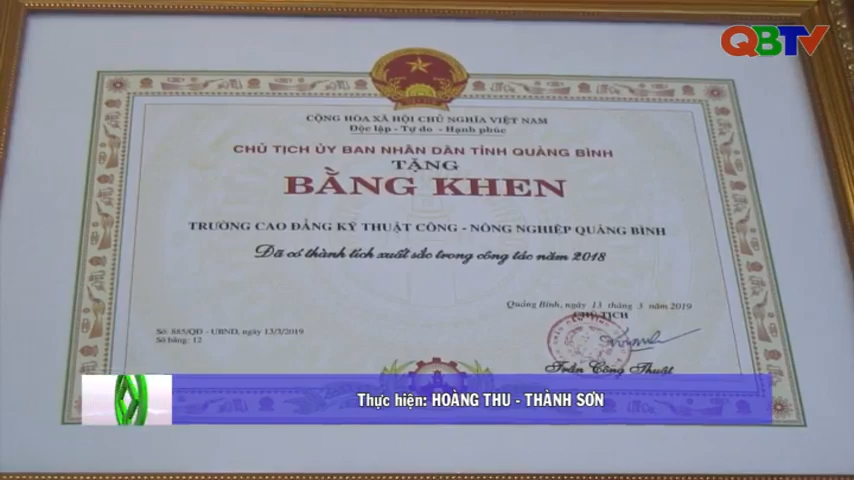 QBTV
CỘNG HÒA XÃ HỘI CHỦ NGHĨA VIỆT NAM
Độc lập - Tự do - Hạnh phúc
CHỦ TỊCH ỦY BAN NHÂN DÂN TỈNH QUẢNG BÌNH
TẶNG
BẰNG KHEN
TRƯỜNG CAO ĐẲNG KỸ THUẬT CÔNG - NÔNG NGHIỆP QUẢNG BÌNH
Đã có thành tích xuất sắc trong công tác năm 2018
Quảng Bình, ngày 13 tháng 3 năm 2019
CHỦ TỊCH
Số: 885/QĐ - UBND, ngày 13/3/2019
Số bằng: 12
Trần Công Thuật
Thực hiện: HOÀNG THU - THÀNH SƠN